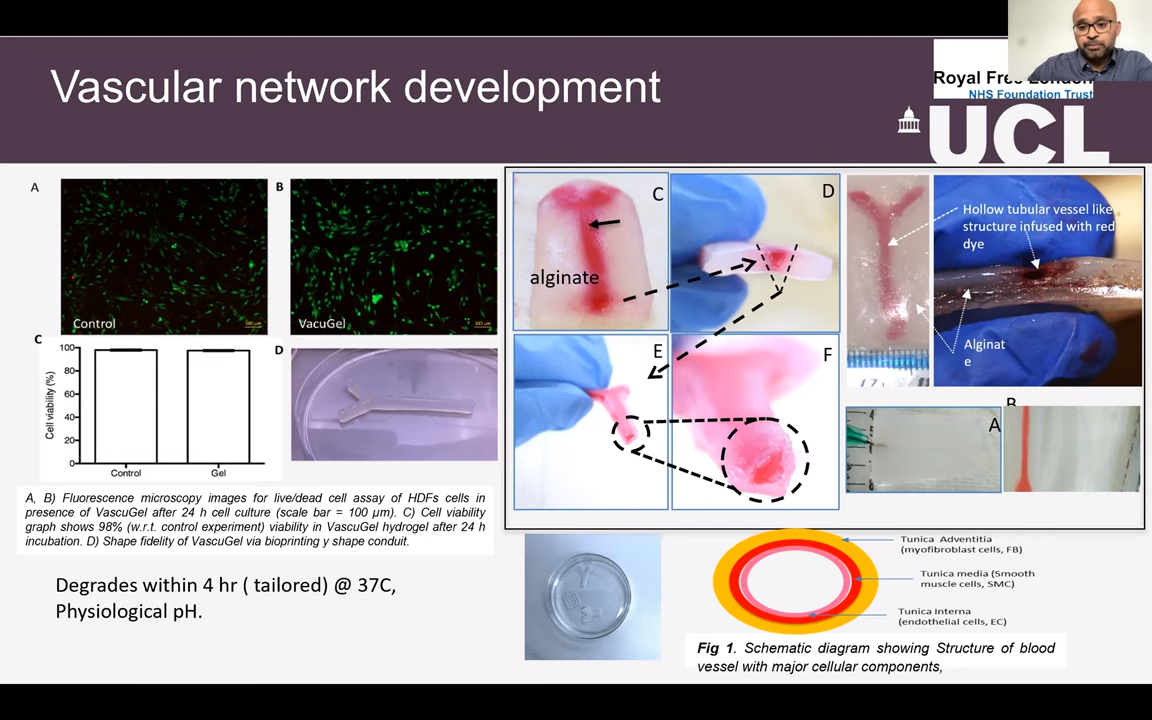 Vascular network development
Royal Free London
NHS Foundation Trust
UCL
A
Control
B
VacuGel
C
100
80
60
40
20
0
Cell viability (%)
Control
Gel
D
A, B) Fluorescence microscopy images for live/dead cell assay of HDFs cells in
presence of VascuGel after 24 h cell culture (scale bar = 100 µm). C) Cell viability
graph shows 98% (w.r.t. control experiment) viability in VascuGel hydrogel after 24 h
incubation. D) Shape fidelity of VascuGel via bioprinting y shape conduit.
Degrades within 4 hr ( tailored) @ 37C,
Physiological pH.
C
alginate
D
E
F
Hollow tubular vessel like
structure infused with red
dye
Alginat
e
A
B
Tunica Adventitia
(myofibroblast cells, FB)
Tunica media (Smooth
muscle cells, SMC)
Tunica Interna
(endothelial cells, EC)
Fig 1. Schematic diagram showing Structure of blood
vessel with major cellular components,